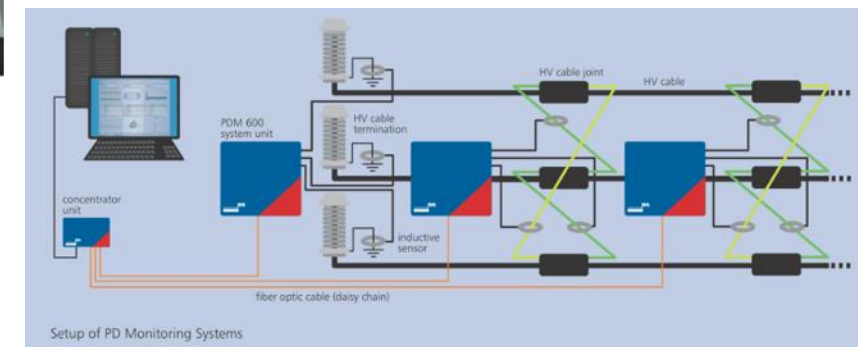 HV cable joint
HV cable
PDM 600
system unit
HV cable
termination
concentrator
unit
inductive
sensor
fiber optic cable (daisy chain)
Setup of PD Monitoring Systems